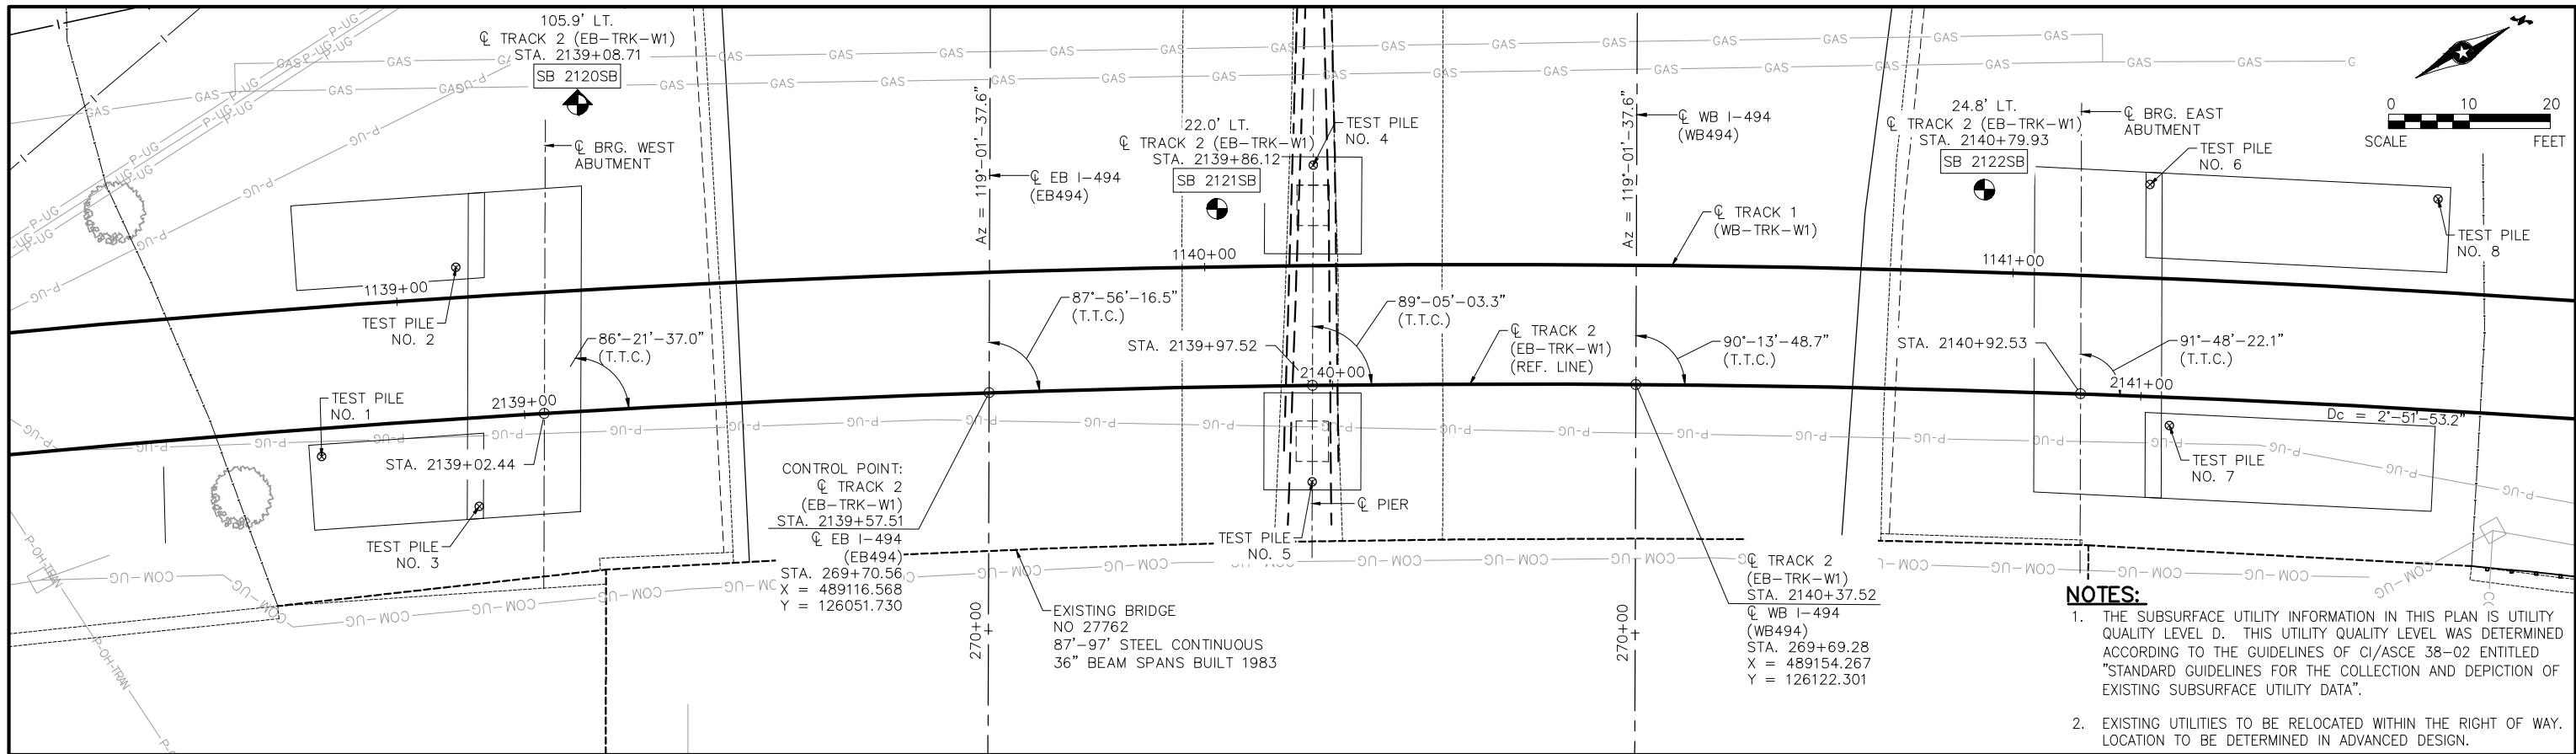 105.9' LT.
℄ TRACK 2 (EB-TRK-W1)
STA. 2139+08.71
SB 2120SB
℄ BRG. WEST
ABUTMENT
Az = 119°-01'-37.6"
℄ EB I-494
(EB494)
22.0' LT.
℄ TRACK 2 (EB-TRK-W1)
STA. 2139+86.12
SB 2121SB
TEST PILE
NO. 4
Az = 119°-01'-37.6"
℄ WB I-494
(WB494)
24.8' LT.
℄ TRACK 2 (EB-TRK-W1)
STA. 2140+79.93
SB 2122SB
℄ BRG. EAST
ABUTMENT
TEST PILE
NO. 6
0 10 20
SCALE FEET
℄ TRACK 1
(WB-TRK-W1)
TEST PILE
NO. 8
1139+00
1140+00
1141+00
TEST PILE
NO. 2
86°-21'-37.0"
(T.T.C.)
87°-56'-16.5"
(T.T.C.)
89°-05'-03.3"
(T.T.C.)
STA. 2139+97.52
℄ TRACK 2
(EB-TRK-W1)
(REF. LINE)
90°-13'-48.7"
(T.T.C.)
STA. 2140+92.53
91°-48'-22.1"
(T.T.C.)
TEST PILE
NO. 1
2139+00
2140+00
2141+00
Dc = 2°-51'-53.2"
STA. 2139+02.44
TEST PILE
NO. 3
CONTROL POINT:
℄ TRACK 2
(EB-TRK-W1)
STA. 2139+57.51
℄ EB I-494
(EB494)
STA. 269+70.56
X = 489116.568
Y = 126051.730
℄ PIER
TEST PILE
NO. 5
TEST PILE
NO. 7
270+00
EXISTING BRIDGE
NO 27762
87'-97' STEEL CONTINUOUS
36" BEAM SPANS BUILT 1983
270+00
℄ TRACK 2
(EB-TRK-W1)
STA. 2140+37.52
℄ WB I-494
(WB494)
STA. 269+69.28
X = 489154.267
Y = 126122.301
GAS
P-UG
COM-UG
P-OH-TRAN
NOTES:
1. THE SUBSURFACE UTILITY INFORMATION IN THIS PLAN IS UTILITY
QUALITY LEVEL D. THIS UTILITY QUALITY LEVEL WAS DETERMINED
ACCORDING TO THE GUIDELINES OF CI/ASCE 38-02 ENTITLED
"STANDARD GUIDELINES FOR THE COLLECTION AND DEPICTION OF
EXISTING SUBSURFACE UTILITY DATA".
2. EXISTING UTILITIES TO BE RELOCATED WITHIN THE RIGHT OF WAY.
LOCATION TO BE DETERMINED IN ADVANCED DESIGN.